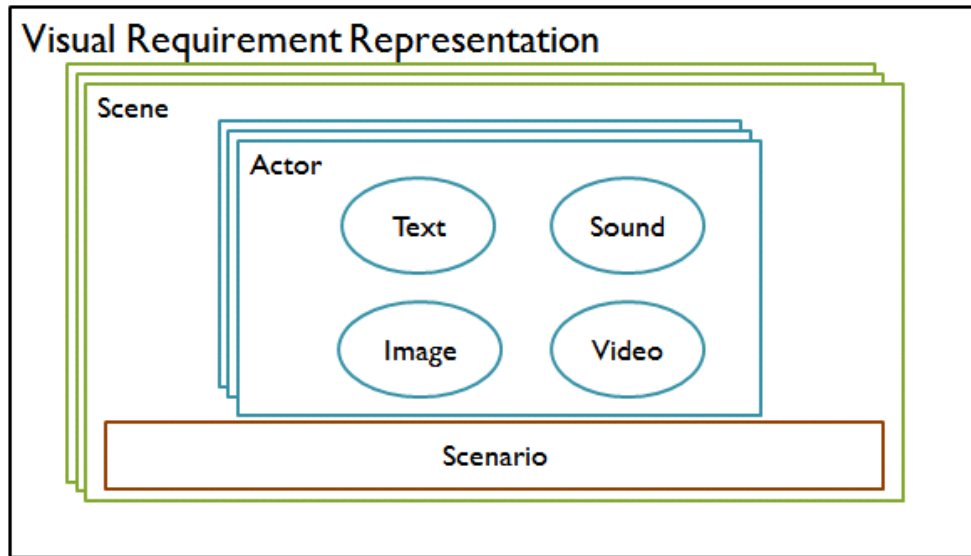 Visual Requirement Representation
Scene
Actor
Text
Sound
Image
Video
Scenario